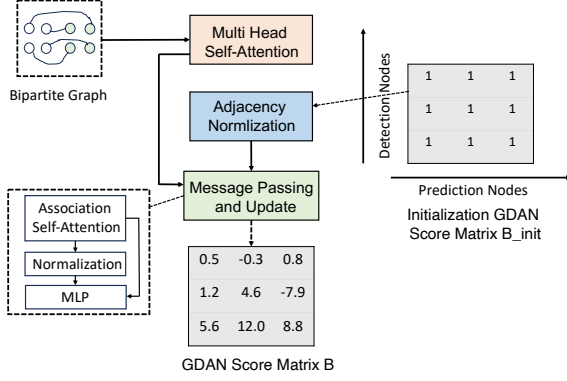 Multi Head
Self-Attention
Bipartite Graph
Adjacency
Normlization
Detection Nodes
1 1 1
1 1 1
1 1 1
Prediction Nodes
Initialization GDAN
Score Matrix B_init
Message Passing
and Update
Association
Self-Attention
Normalization
MLP
0.5 -0.3 0.8
1.2 4.6 -7.9
5.6 12.0 8.8
GDAN Score Matrix B